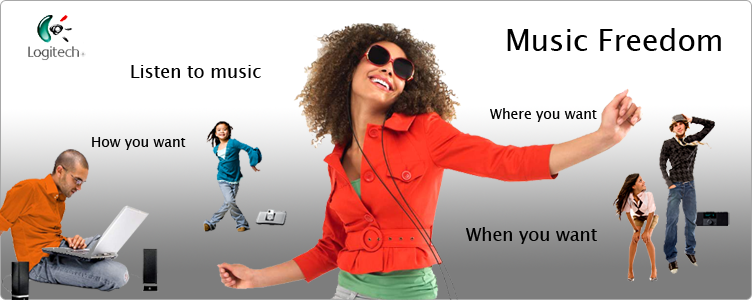 Logitech
Music Freedom
Listen to music
Where you want
How you want
When you want